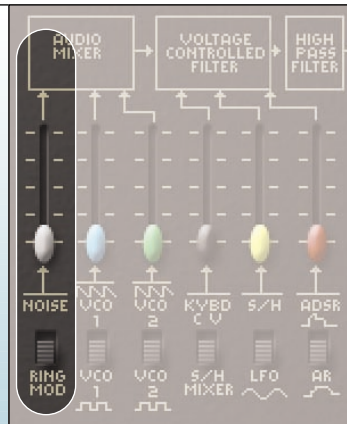 AUDIO
MIXER
VOLTAGE
CONTROLLED
FILTER
HIGH
PASS
FILTER
NOISE
VCO
1
VCO
2
KYBD
C V
S/H
ADSR
RING
MOD
VCO
1
VCO
2
S/H
MIXER
LFO
AR